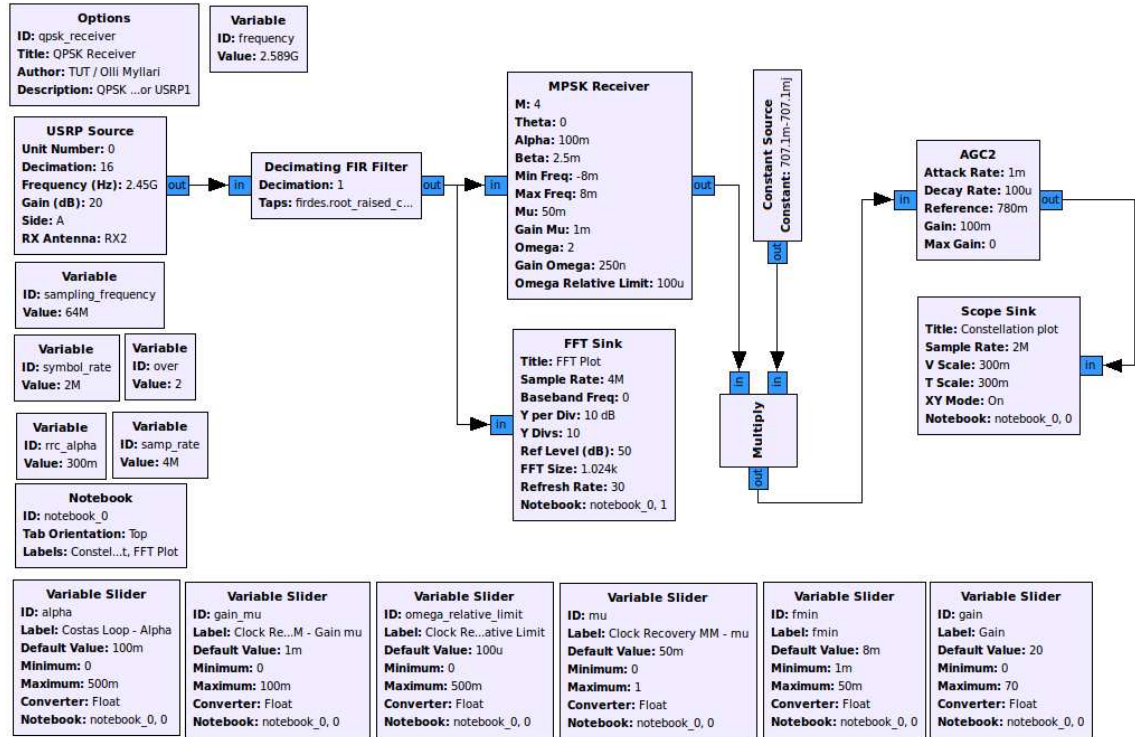 Options
ID: qpsk_receiver
Title: QPSK Receiver
Author: TUT / Olli Myllari
Description: QPSK ...or USRP1
Variable
ID: frequency
Value: 2.589G
USRP Source
Unit Number: 0
Decimation: 16
Frequency (Hz): 2.45G
Gain (dB): 20
Side: A
RX Antenna: RX2
out
in
Decimating FIR Filter
Decimation: 1
Taps: firdes.root_raised_c...
out
in
MPSK Receiver
M: 4
Theta: 0
Alpha: 100m
Beta: 2.5m
Min Freq: -8m
Max Freq: 8m
Mu: 50m
Gain Mu: 1m
Omega: 2
Gain Omega: 250n
Omega Relative Limit: 100u
out
Constant Source
Constant: 707.1m-707.1mj
out
in
AGC2
Attack Rate: 1m
Decay Rate: 100u
Reference: 780m
Gain: 100m
Max Gain: 0
out
Variable
ID: sampling_frequency
Value: 64M
Variable
ID: symbol_rate
Value: 2M
Variable
ID: over
Value: 2
in
FFT Sink
Title: FFT Plot
Sample Rate: 4M
Baseband Freq: 0
Y per Div: 10 dB
Y Divs: 10
Ref Level (dB): 50
FFT Size: 1.024k
Refresh Rate: 30
Notebook: notebook_0, 1
in
in
Multiply
out
Scope Sink
Title: Constellation plot
Sample Rate: 2M
V Scale: 300m
T Scale: 300m
XY Mode: On
Notebook: notebook_0, 0
in
Variable
ID: rrc_alpha
Value: 300m
Variable
ID: samp_rate
Value: 4M
Notebook
ID: notebook_0
Tab Orientation: Top
Labels: Constel...t, FFT Plot
Variable Slider
ID: alpha
Label: Costas Loop - Alpha
Default Value: 100m
Minimum: 0
Maximum: 500m
Converter: Float
Notebook: notebook_0, 0
Variable Slider
ID: gain_mu
Label: Clock Re...M - Gain mu
Default Value: 1m
Minimum: 0
Maximum: 100m
Converter: Float
Notebook: notebook_0, 0
Variable Slider
ID: omega_relative_limit
Label: Clock Re...ative Limit
Default Value: 100u
Minimum: 0
Maximum: 500m
Converter: Float
Notebook: notebook_0, 0
Variable Slider
ID: mu
Label: Clock Recovery MM - mu
Default Value: 50m
Minimum: 0
Maximum: 1
Converter: Float
Notebook: notebook_0, 0
Variable Slider
ID: fmin
Label: fmin
Default Value: 8m
Minimum: 1m
Maximum: 50m
Converter: Float
Notebook: notebook_0, 0
Variable Slider
ID: gain
Label: Gain
Default Value: 20
Minimum: 0
Maximum: 70
Converter: Float
Notebook: notebook_0, 0